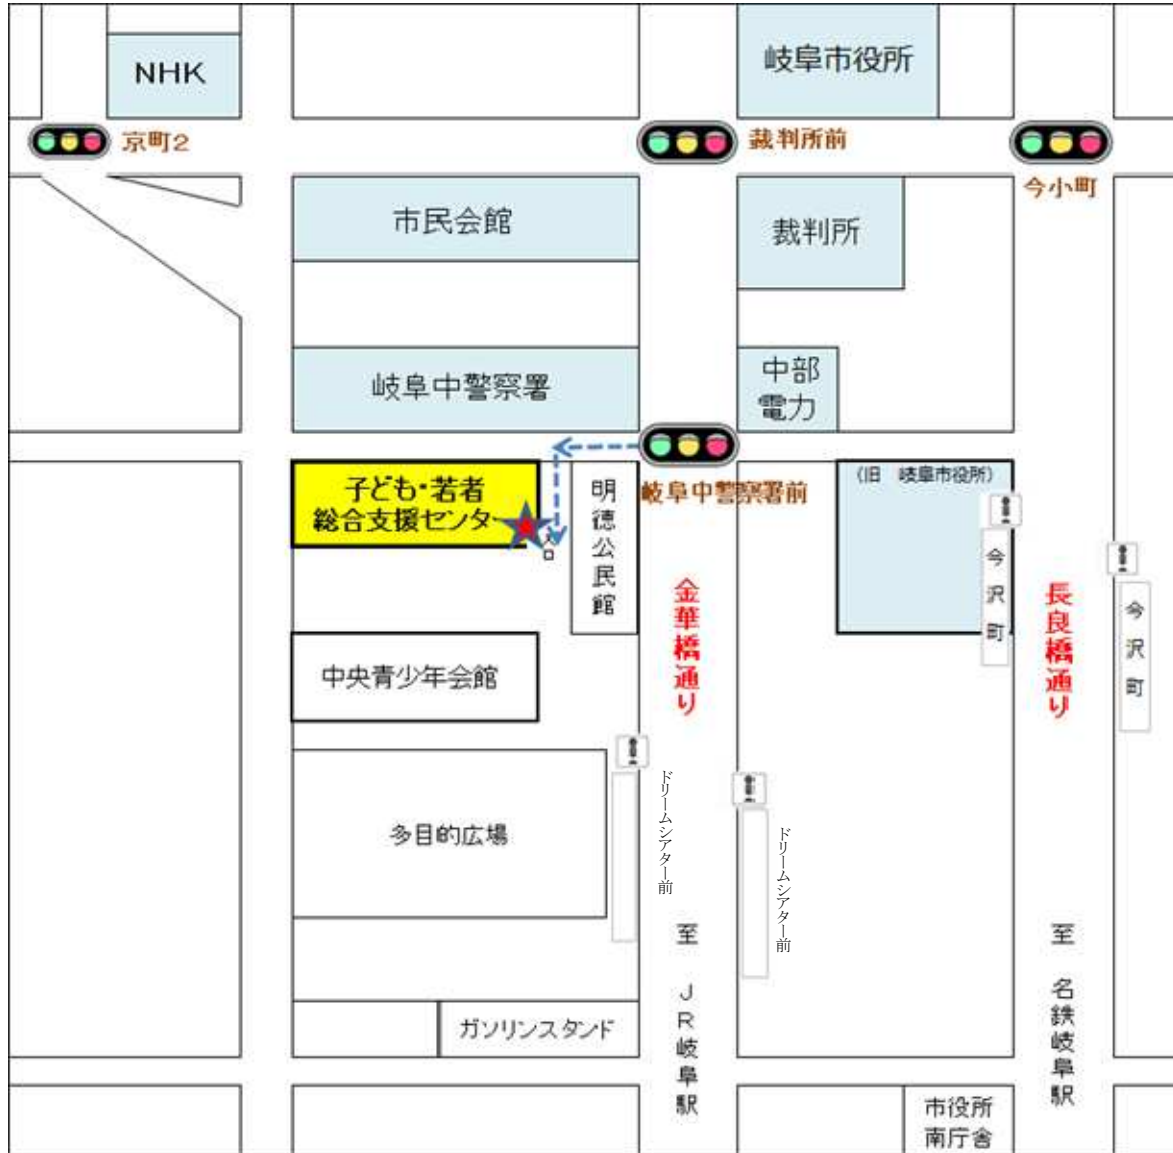 NHK
岐阜市役所
京町2
裁判所前
今小町
市民会館
裁判所
岐阜中警察署
中部
電力
子ども・若者
総合支援センター
入口
明徳公民館
岐阜中警察署前
(旧 岐阜市役所)
今沢町
今沢町
金華橋通り
長良橋通り
中央青少年会館
ドリームシアター前
ドリームシアター前
多目的広場
至 JR岐阜駅
至 名鉄岐阜駅
ガソリンスタンド
市役所
南庁舎